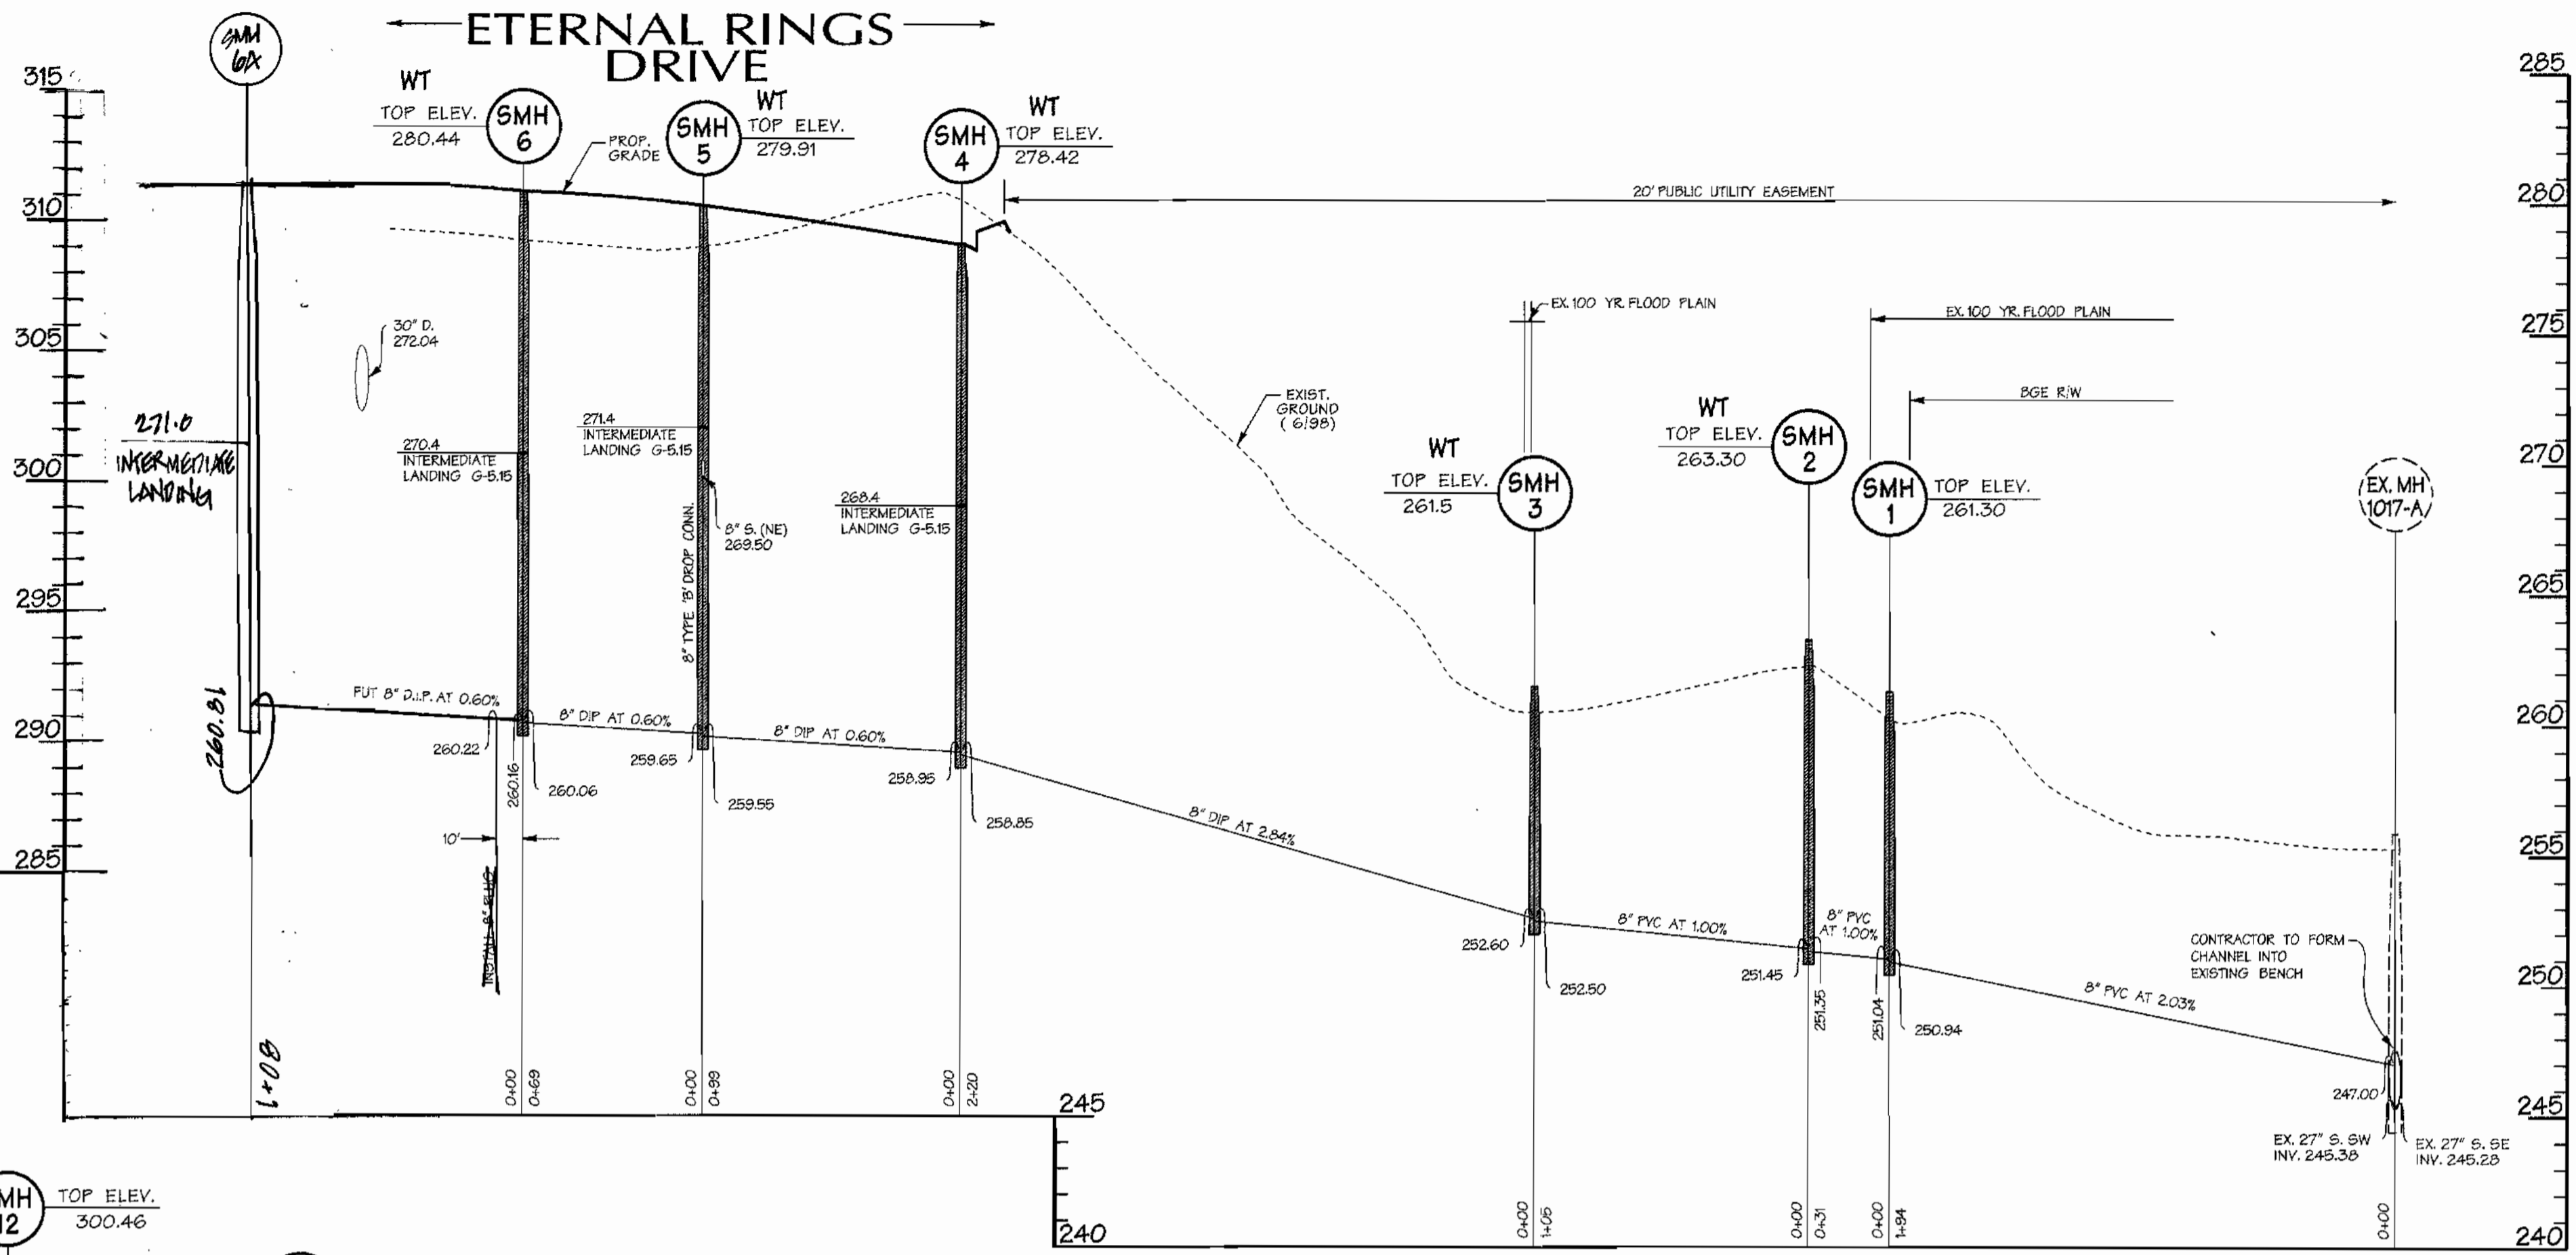 ETERNAL RINGS
DRIVE
SMH
6A
WT
TOP ELEV.
280.44
SMH
6
PROP.
GRADE
SMH
5
WT
TOP ELEV.
279.91
SMH
4
WT
TOP ELEV.
278.42
20' PUBLIC UTILITY EASEMENT
315
310
305
300
295
290
285
285
280
275
270
265
260
255
250
245
240
30" D.
272.04
271.0
INTERMEDIATE
LANDING
270.4
INTERMEDIATE
LANDING G-5.15
271.4
INTERMEDIATE
LANDING G-5.15
8" TYPE 'B' DROP CONN.
8" S. (NE)
269.50
268.4
INTERMEDIATE
LANDING G-5.15
EXIST.
GROUND
(6/98)
EX. 100 YR. FLOOD PLAIN
EX. 100 YR. FLOOD PLAIN
BGE R/W
WT
TOP ELEV.
261.5
SMH
3
WT
TOP ELEV.
263.30
SMH
2
SMH
1
TOP ELEV.
261.30
EX. MH
1017-A
260.81
FUT 8" D.I.P. AT 0.60%
260.22
260.16
260.06
10'
INSTALL 8" PLUG
8" DIP AT 0.60%
259.65
259.55
8" DIP AT 0.60%
258.95
258.85
8" DIP AT 2.84%
252.60
252.50
8" PVC AT 1.00%
251.45
251.35
8" PVC
AT 1.00%
251.04
250.94
8" PVC AT 2.03%
CONTRACTOR TO FORM
CHANNEL INTO
EXISTING BENCH
247.00
EX. 27" S. SW
INV. 245.38
EX. 27" S. SE
INV. 245.28
1+08
0+00
0+69
0+00
0+99
0+00
2+20
245
240
0+00
1+05
0+00
0+31
0+00
1+94
0+00
MH
12
TOP ELEV.
300.46